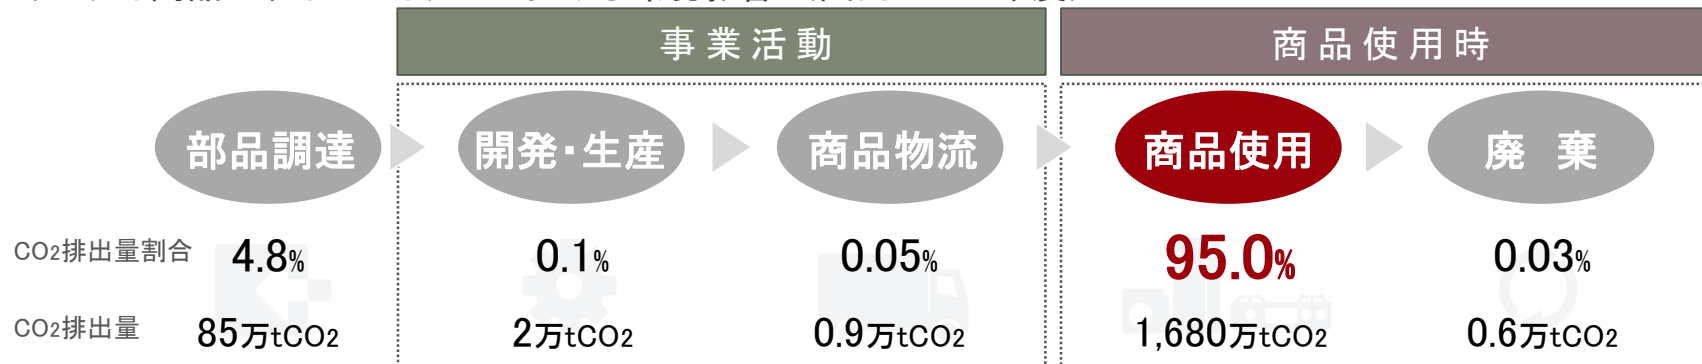 事業活動 商品使用時
部品調達 開発・生産 商品物流 商品使用 廃棄
CO2排出量割合 4.8% 0.1% 0.05% 95.0% 0.03%
CO2排出量 85万tCO2 2万tCO2 0.9万tCO2 1,680万tCO2 0.6万tCO2